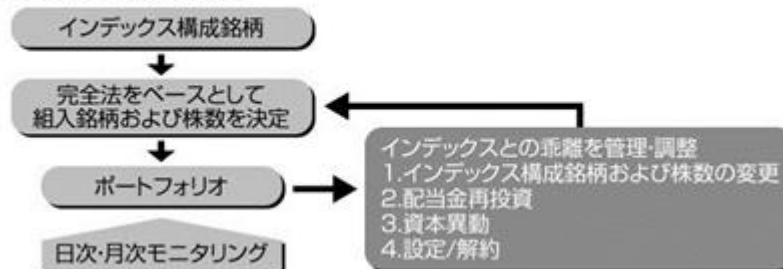 インデックス構成銘柄
完全法をベースとして
組入銘柄および株数を決定
ポートフォリオ
日次・月次モニタリング
インデックスとの乖離を管理・調整
1.インデックス構成銘柄および株数の変更
2.配当金再投資
3.資本異動
4.設定/解約